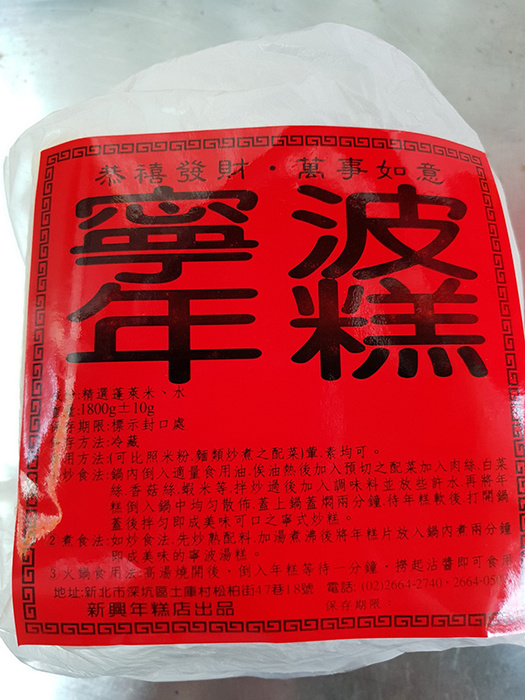 恭禧發財·萬事如意
寧波
年糕
:精選蓬萊米、水
:1800g±10g
存期限:標示封口處
存方法:冷藏
用方法:(可比照米粉、麵類炒煮之配菜)葷、素均可。
炒食法:鍋內倒入適量食用油,俟油熱後加入預切之配菜加入肉絲、白菜
絲、香菇絲、蝦米等,拌炒過後加入調味料並放些許水再將年
糕倒入鍋中均勻散佈,蓋上鍋蓋燜兩分鐘,待年糕軟後打開鍋
蓋後拌勻即成美味可口之寧式炒糕。
2 煮食法:如炒食法,先炒熟配料,加湯煮沸後將年糕片放入鍋內煮兩分鐘
即成美味的寧波湯糕。
3 火鍋食用法:高湯燒開後,倒入年糕等待一分鐘,撈起沾醬即可食用
地址:新北市深坑區土庫村松柏街47巷18號 電話:(02)2664-2740·2664-05
新興年糕店出品 保存期限: